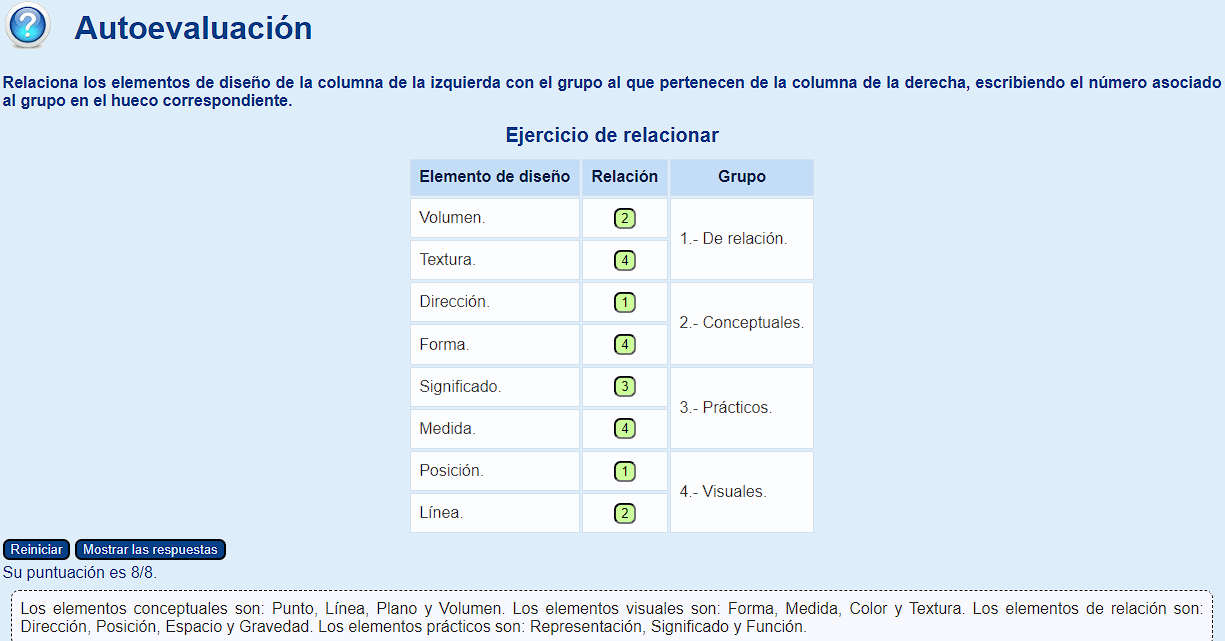 Autoevaluación
Relaciona los elementos de diseño de la columna de la izquierda con el grupo al que pertenecen de la columna de la derecha, escribiendo el número asociado
al grupo en el hueco correspondiente.
Ejercicio de relacionar
Elemento de diseño Relación Grupo
Volumen. 2
1.- De relación.
Textura. 4
Dirección. 1
2.- Conceptuales.
Forma. 4
Significado. 3
3.- Prácticos.
Medida. 4
Posición. 1
4.- Visuales.
Línea. 2
Reiniciar Mostrar las respuestas
Su puntuación es 8/8.
Los elementos conceptuales son: Punto, Línea, Plano y Volumen. Los elementos visuales son: Forma, Medida, Color y Textura. Los elementos de relación son:
Dirección, Posición, Espacio y Gravedad. Los elementos prácticos son: Representación, Significado y Función.